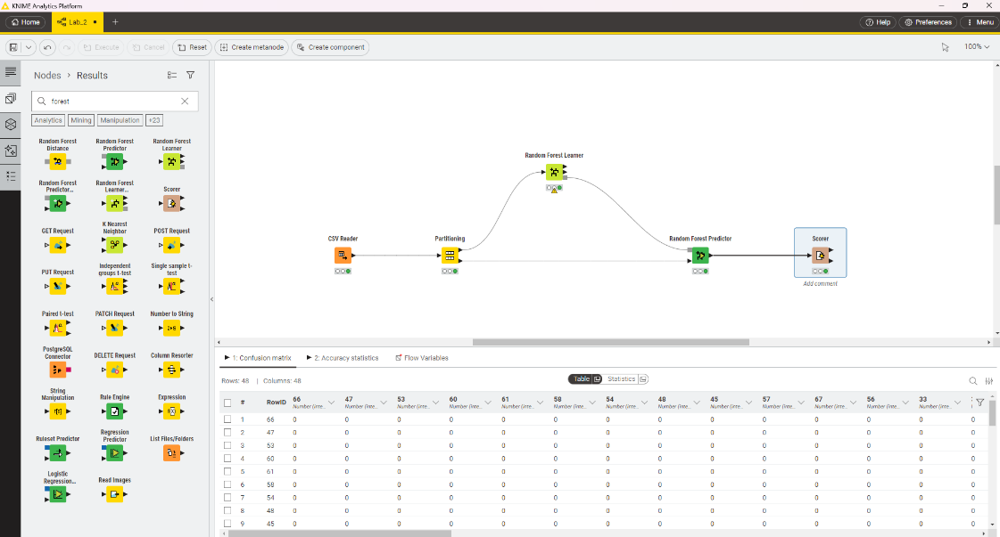 KNIME Analytics Platform
Home
Lab_2
Help
Preferences
Menu
Execute
Cancel
Reset
Create metanode
Create component
100%
Nodes > Results
forest
Analytics
Mining
Manipulation
+23
Random Forest Distance
Random Forest Predictor
Random Forest Learner
Random Forest Predictor...
Random Forest Learner...
Scorer
GET Request
K Nearest Neighbor
POST Request
PUT Request
Independent groups t-test
Single sample t-test
Paired t-test
PATCH Request
Number to String
PostgreSQL Connector
DELETE Request
Column Resorter
String Manipulation
Rule Engine
Expression
Ruleset Predictor
Regression Predictor
List Files/Folders
Logistic Regression...
Read Images
Random Forest Learner
CSV Reader
Partitioning
Random Forest Predictor
Scorer
Add comment
1: Confusion matrix
2: Accuracy statistics
Flow Variables
Rows: 48 | Columns: 48
Table
Statistics
# RowID 66 47 53 60 61 58 54 48 45 57 67 56 33
Number (inte... Number (inte... Number (inte... Number (inte... Number (inte... Number (inte... Number (inte... Number (inte... Number (inte... Number (inte... Number (inte... Number (inte... Number (inte...
1 66 0 0 0 0 0 0 0 0 0 0 0 0 0 0
2 47 0 0 0 0 0 0 0 0 0 0 0 0 0 0
3 53 0 0 0 0 0 0 0 0 0 0 0 0 0 0
4 60 0 0 0 0 0 0 0 0 0 0 0 0 0 0
5 61 0 0 0 0 0 0 0 0 0 0 0 0 0 0
6 58 0 0 0 0 0 0 0 0 0 0 0 0 0 0
7 54 0 0 0 0 0 0 0 0 0 0 0 0 0 0
8 48 0 0 0 0 0 0 0 0 0 0 0 0 0 0
9 45 0 0 0 0 0 0 0 0 0 0 0 0 0 0